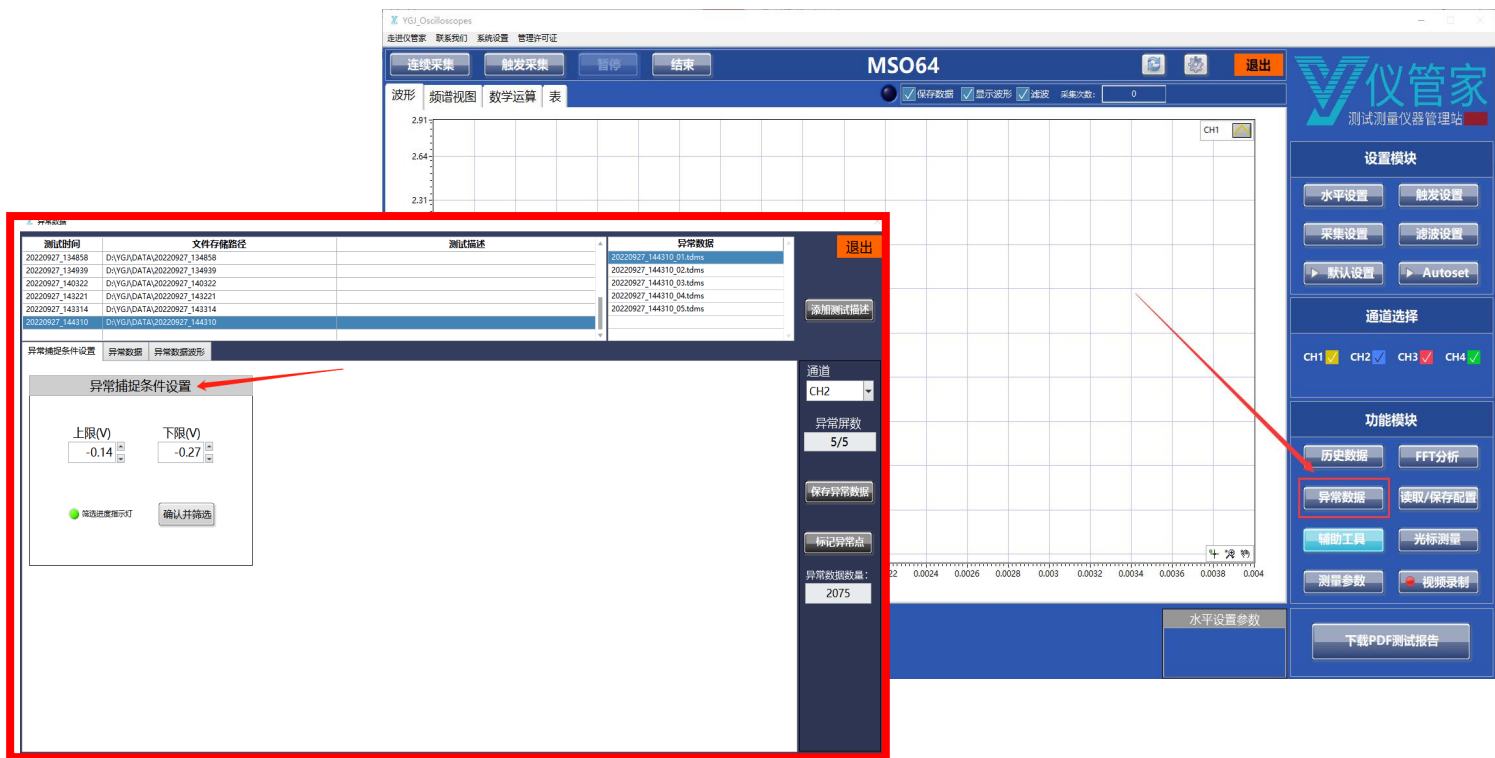 YGJ_Oscilloscopes
走进仪管家 联系我们 系统设置 管理许可证
连续采集 触发采集 暂停 结束 MSO64 退出
波形 频谱视图 数学运算 表 保存数据 显示波形 滤波 采集次数: 0
2.91
2.64
2.31
CH1
仪管家
测试测量仪器管理站
设置模块
水平设置 触发设置
采集设置 滤波设置
默认设置 Autoset
通道选择
CH1 CH2 CH3 CH4
功能模块
历史数据 FFT分析
异常数据 读取/保存配置
辅助工具 光标测量
测量参数 视频录制
下载PDF测试报告
22 0.0024 0.0026 0.0028 0.003 0.0032 0.0034 0.0036 0.0038 0.004
水平设置参数
异常数据
测试时间 文件存储路径 测试描述 异常数据
退出
20220927_134858 D:\YGJ\DATA\20220927_134858 20220927_144310_01.tdms
20220927_134939 D:\YGJ\DATA\20220927_134939 20220927_144310_02.tdms
20220927_140322 D:\YGJ\DATA\20220927_140322 20220927_144310_03.tdms
20220927_143221 D:\YGJ\DATA\20220927_143221 20220927_144310_04.tdms
20220927_143314 D:\YGJ\DATA\20220927_143314 20220927_144310_05.tdms
20220927_144310 D:\YGJ\DATA\20220927_144310
添加测试描述
异常捕捉条件设置 异常数据 异常数据波形
异常捕捉条件设置
上限(V) 下限(V)
-0.14 -0.27
筛选进度指示灯 确认并筛选
通道
CH2
异常屏数
5/5
保存异常数据
标记异常点
异常数据数量:
2075